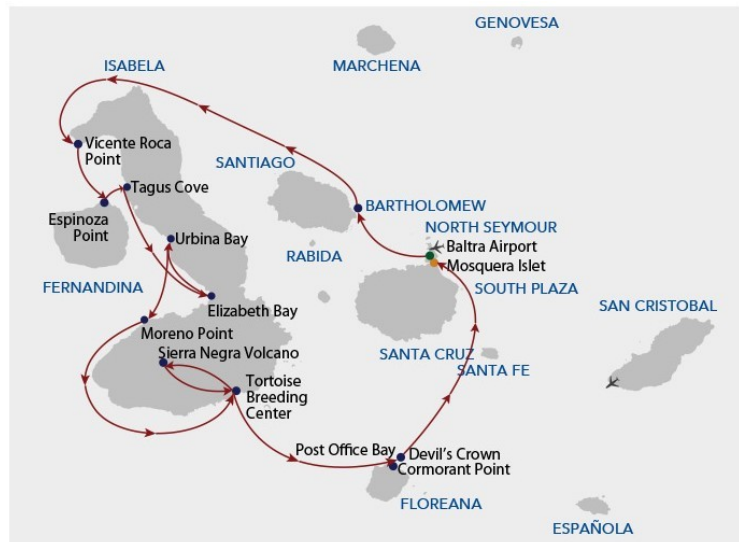 GENOVESA
ISABELA
MARCHENA
Vicente Roca
Point
SANTIAGO
Tagus Cove
BARTHOLOMEW
Espinoza
Point
NORTH SEYMOUR
Urbina Bay
Baltra Airport
RABIDA
Mosquera Islet
FERNANDINA
SOUTH PLAZA
Elizabeth Bay
SAN CRISTOBAL
Moreno Point
Sierra Negra Volcano
SANTA CRUZ
SANTA FE
Tortoise
Breeding
Center
Post Office Bay
Devil's Crown
Cormorant Point
FLOREANA
ESPAÑOLA